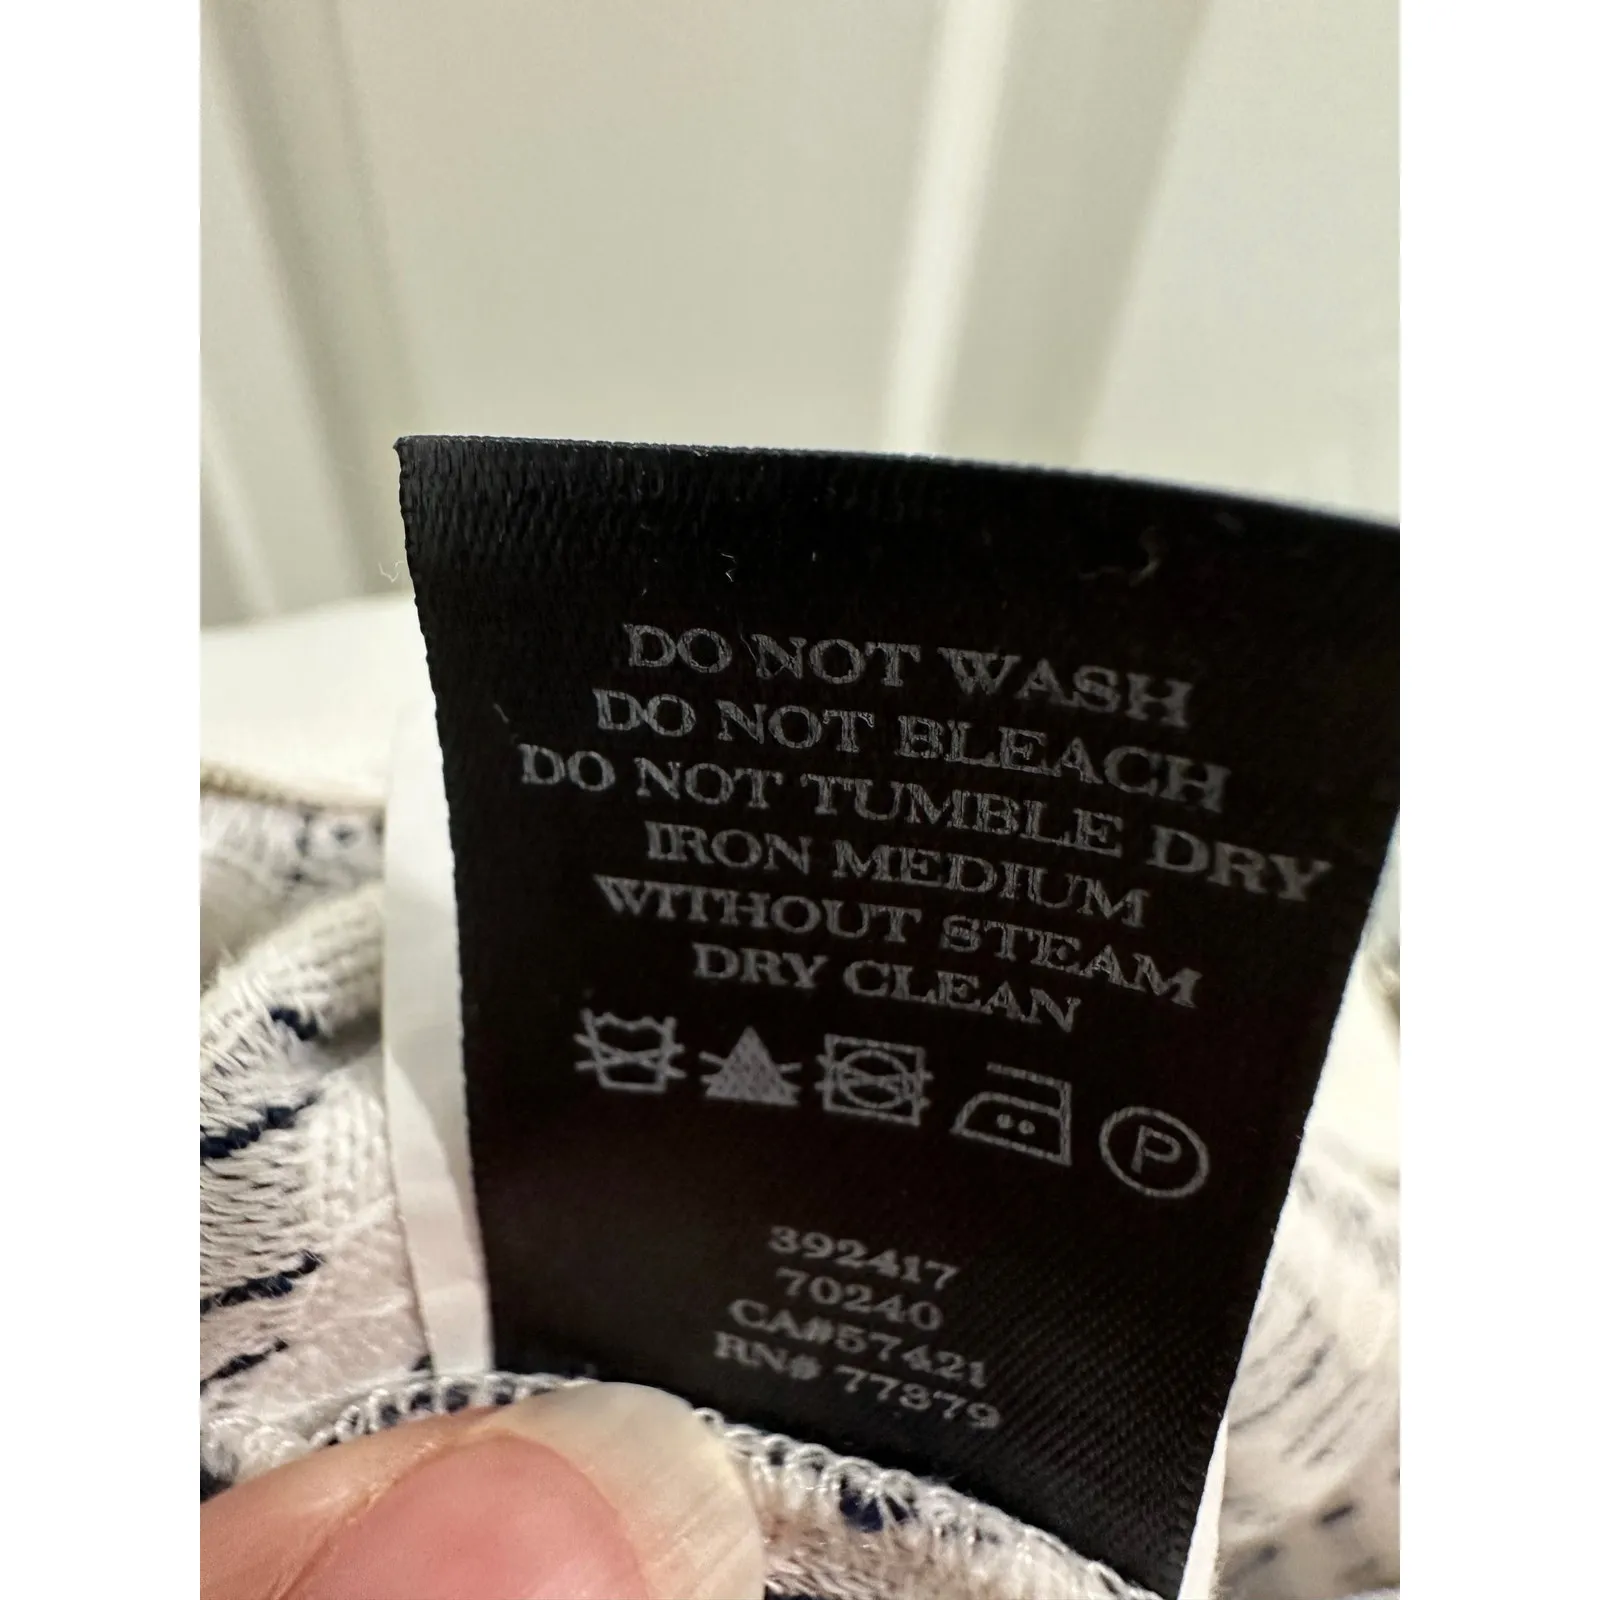 DO NOT WASH
DO NOT BLEACH
DO NOT TUMBLE DRY
IRON MEDIUM
WITHOUT STEAM
DRY CLEAN
P
392417
70240
CA#57421
RN# 77379